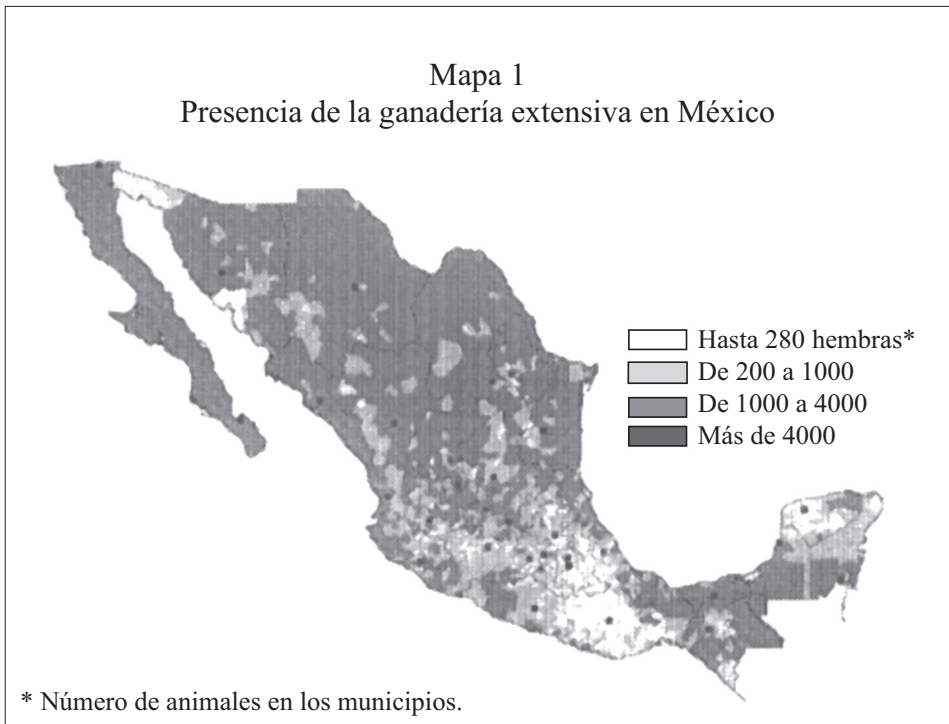 Mapa 1
Presencia de la ganadería extensiva en México
Hasta 280 hembras*
De 200 a 1000
De 1000 a 4000
Más de 4000
* Número de animales en los municipios.